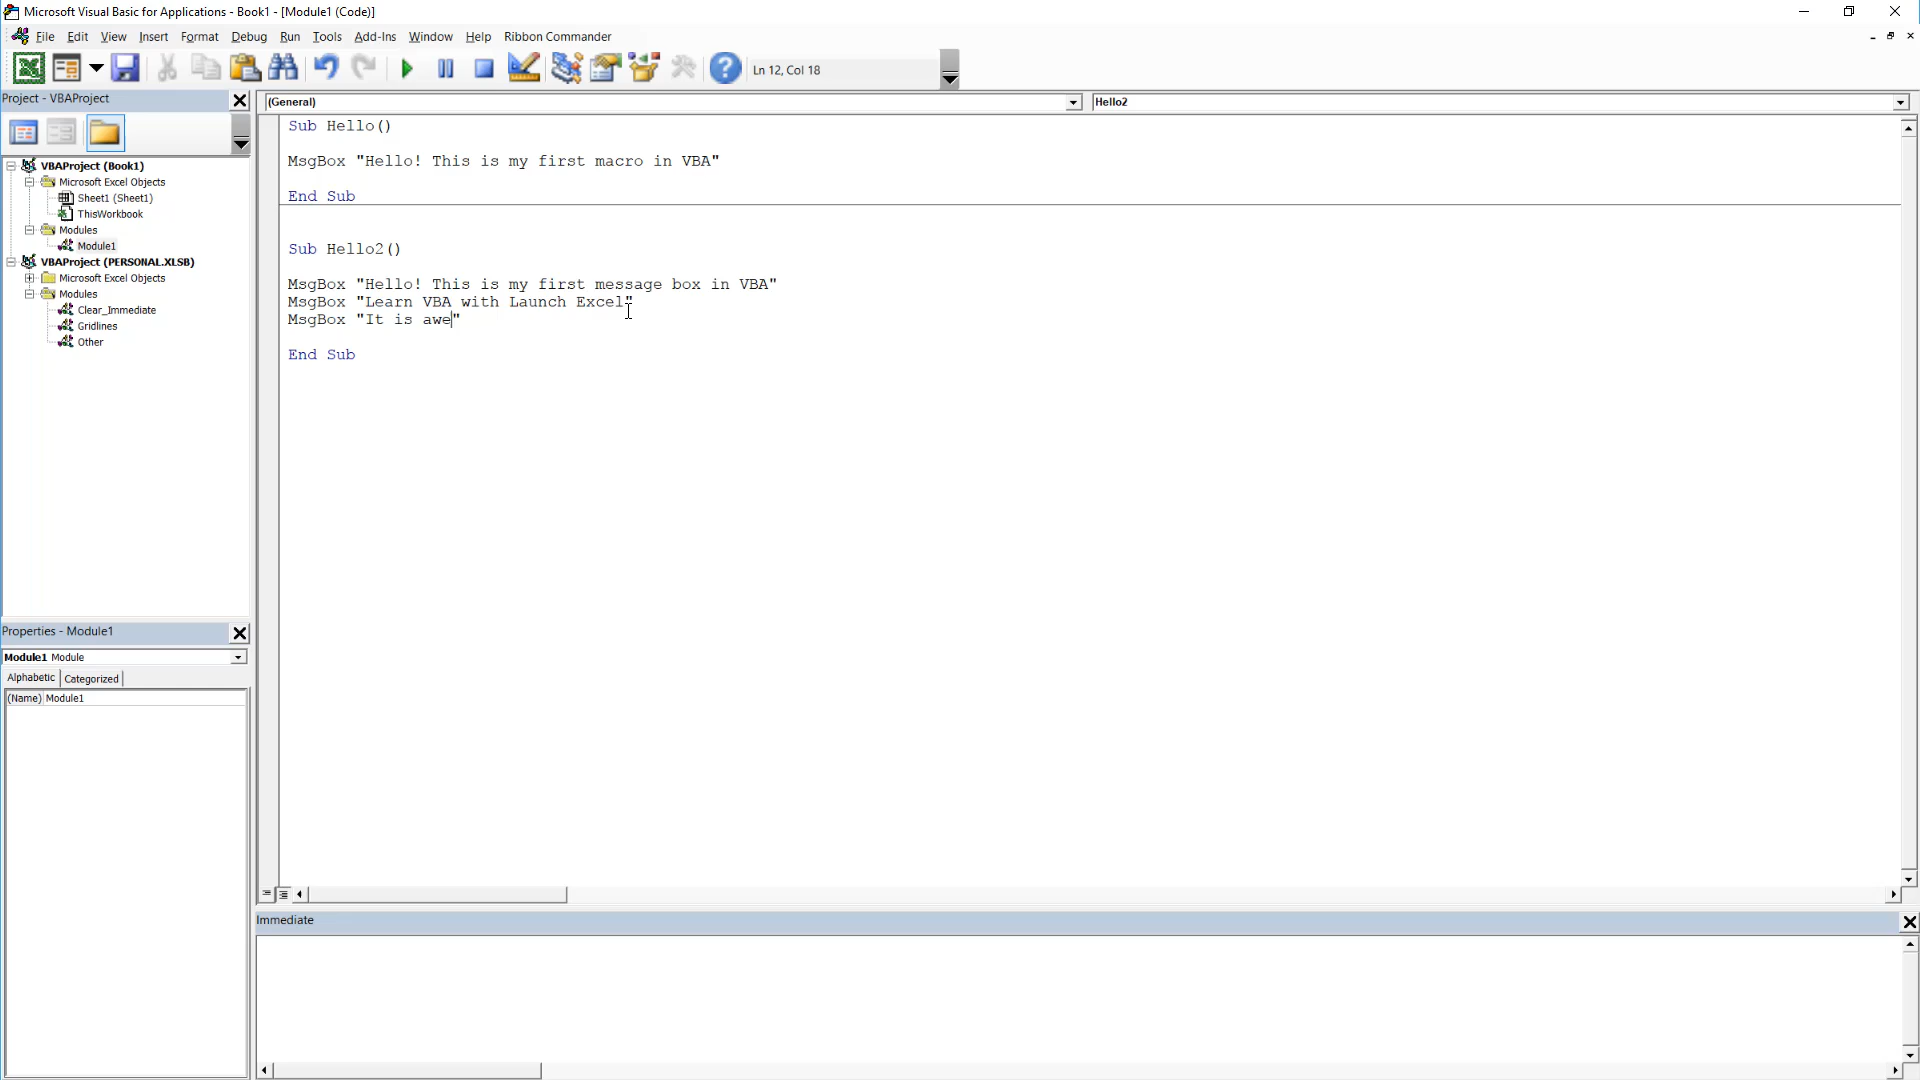 Microsoft Visual Basic for Applications - Book1 - [Module1 (Code)]
File Edit View Insert Format Debug Run Tools Add-Ins Window Help Ribbon Commander
Ln 12, Col 18
Project - VBAProject
VBAProject (Book1)
Microsoft Excel Objects
Sheet1 (Sheet1)
ThisWorkbook
Modules
Module1
VBAProject (PERSONAL.XLSB)
Microsoft Excel Objects
Modules
Clear_Immediate
Gridlines
Other
Properties - Module1
Module1 Module
Alphabetic Categorized
(Name) Module1
(General) Hello2
Sub Hello()
MsgBox "Hello! This is my first macro in VBA"
End Sub
Sub Hello2()
MsgBox "Hello! This is my first message box in VBA"
MsgBox "Learn VBA with Launch Excel"
MsgBox "It is awe"
End Sub
Immediate